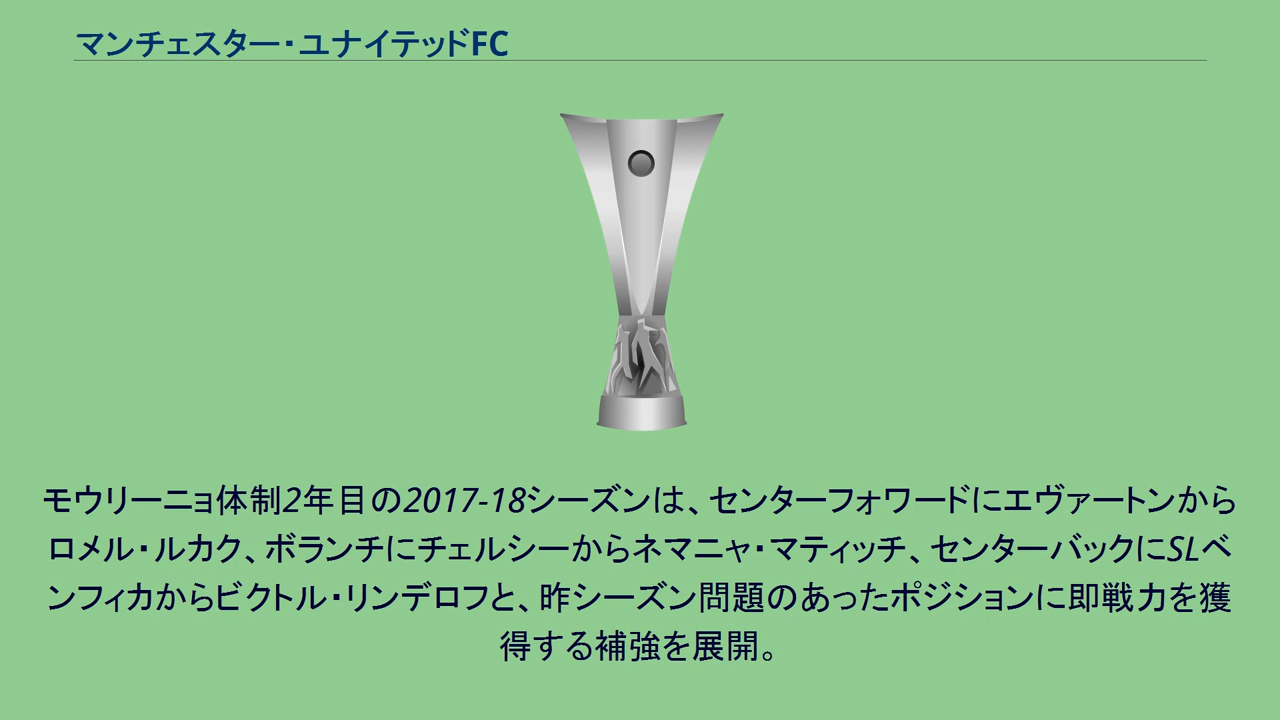 マンチェスター・ユナイテッドFC
モウリーニョ体制2年目の2017-18シーズンは、センターフォワードにエヴァートンから
ロメル・ルカク、ボランチにチェルシーからネマニャ・マティッチ、センターバックにSLベ
ンフィカからビクトル・リンデロフと、昨シーズン問題のあったポジションに即戦力を獲
得する補強を展開。